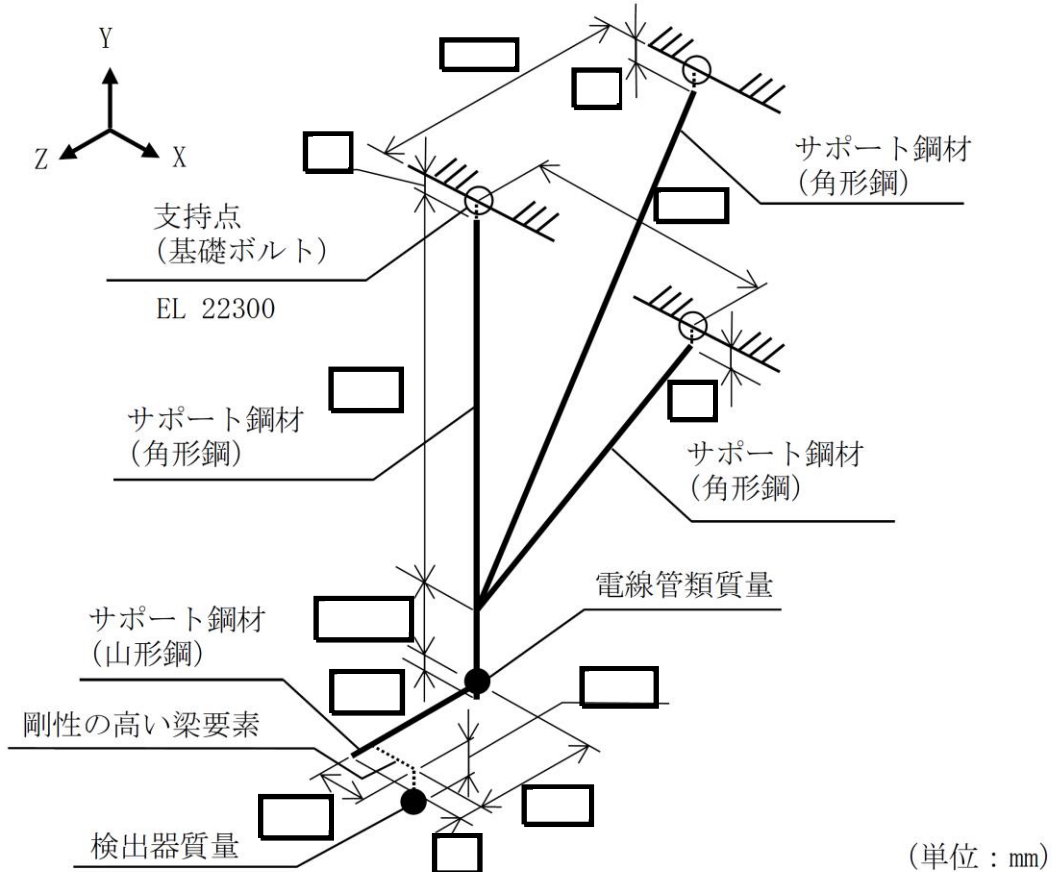 Y
Z
X
サポート鋼材
(角形鋼)
支持点
(基礎ボルト)
EL 22300
サポート鋼材
(角形鋼)
サポート鋼材
(角形鋼)
電線管類質量
サポート鋼材
(山形鋼)
剛性の高い梁要素
検出器質量
(単位：mm)